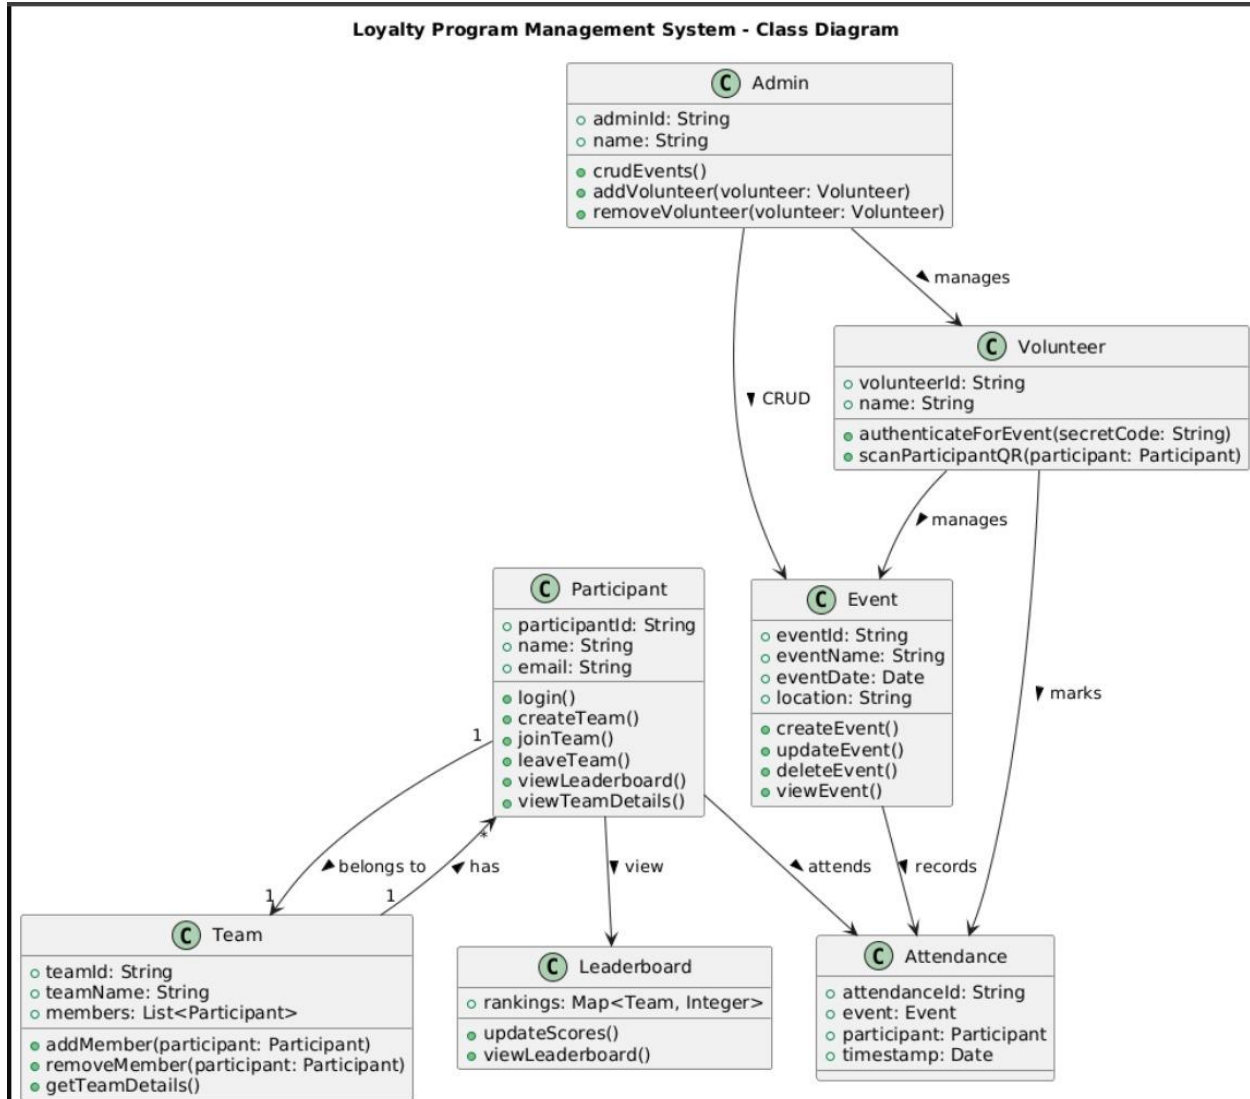 Loyalty Program Management System - Class Diagram
C Admin
adminId: String
name: String
crudEvents()
addVolunteer(volunteer: Volunteer)
removeVolunteer(volunteer: Volunteer)
manages
CRUD
C Volunteer
volunteerId: String
name: String
authenticateForEvent(secretCode: String)
scanParticipantQR(participant: Participant)
manages
marks
C Participant
participantId: String
name: String
email: String
login()
createTeam()
joinTeam()
leaveTeam()
viewLeaderboard()
viewTeamDetails()
C Event
eventId: String
eventName: String
eventDate: Date
location: String
createEvent()
updateEvent()
deleteEvent()
viewEvent()
1
*
belongs to
has
view
attends
records
1
1
C Team
teamId: String
teamName: String
members: List<Participant>
addMember(participant: Participant)
removeMember(participant: Participant)
getTeamDetails()
C Leaderboard
rankings: Map<Team, Integer>
updateScores()
viewLeaderboard()
C Attendance
attendanceId: String
event: Event
participant: Participant
timestamp: Date